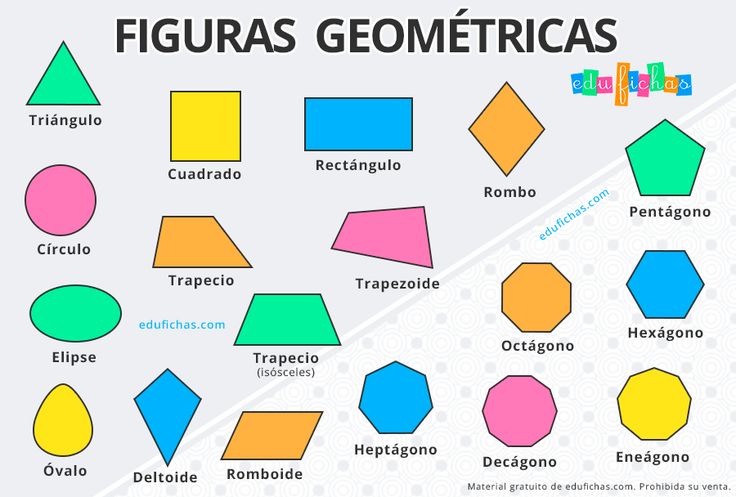 FIGURAS GEOMÉTRICAS
edufichas
Triángulo
Cuadrado
Rectángulo
Rombo
Pentágono
edufichas.com
Círculo
Trapecio
Trapezoide
edufichas.com
Elipse
Trapecio
(isósceles)
Octágono
Hexágono
Óvalo
Deltoide
Romboide
Heptágono
Decágono
Eneágono
Material gratuito de edufichas.com. Prohibida su venta.